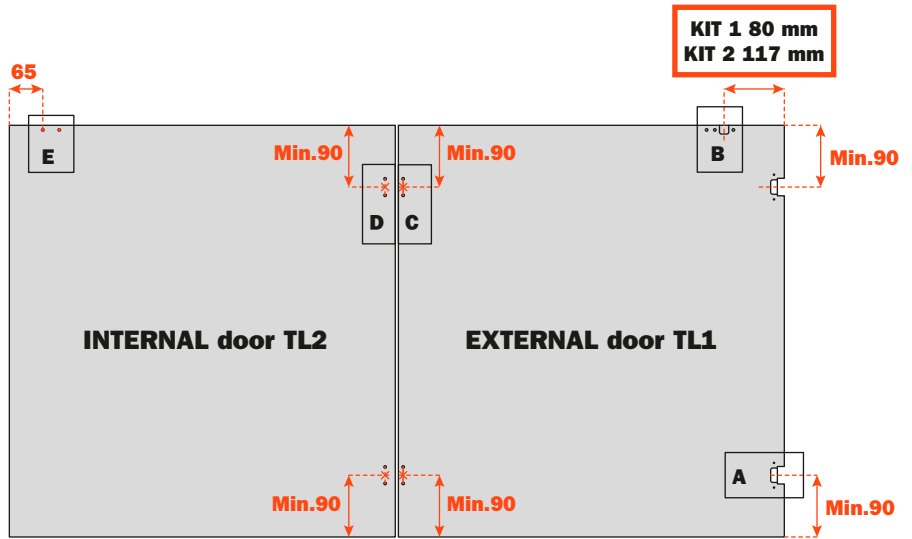 KIT 1 80 mm
KIT 2 117 mm
65
E
Min.90
Min.90
B
Min.90
D
C
INTERNAL door TL2
EXTERNAL door TL1
A
Min.90
Min.90
Min.90